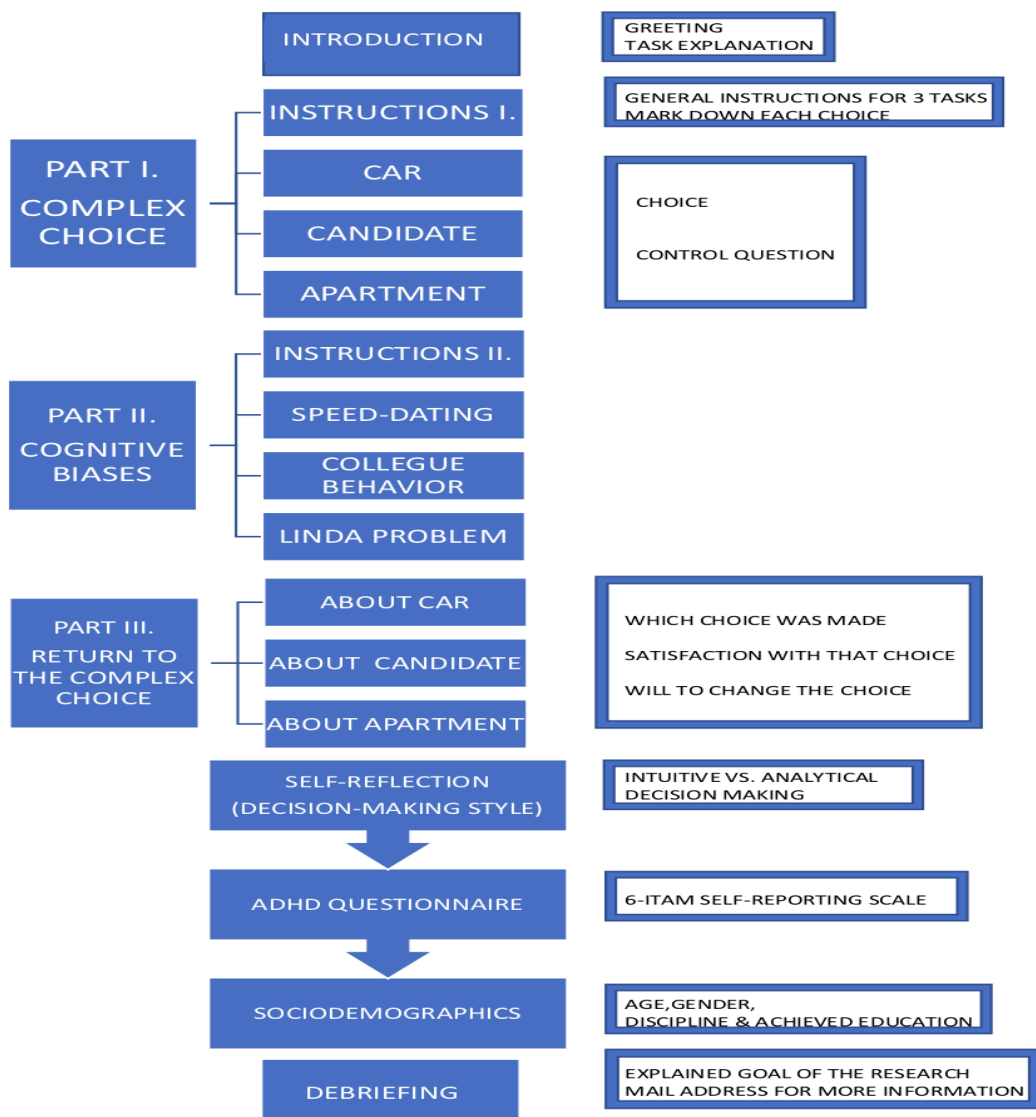 INTRODUCTION
GREETING
TASK EXPLANATION
PART I.
COMPLEX
CHOICE
INSTRUCTIONS I.
GENERAL INSTRUCTIONS FOR 3 TASKS
MARK DOWN EACH CHOICE
CAR
CANDIDATE
APARTMENT
CHOICE
CONTROL QUESTION
PART II.
COGNITIVE
BIASES
INSTRUCTIONS II.
SPEED-DATING
COLLEGUE
BEHAVIOR
LINDA PROBLEM
PART III.
RETURN TO
THE COMPLEX
CHOICE
ABOUT CAR
ABOUT CANDIDATE
ABOUT APARTMENT
WHICH CHOICE WAS MADE
SATISFACTION WITH THAT CHOICE
WILL TO CHANGE THE CHOICE
SELF-REFLECTION
(DECISION-MAKING STYLE)
INTUITIVE VS. ANALYTICAL
DECISION MAKING
ADHD QUESTIONNAIRE
6-ITAM SELF-REPORTING SCALE
SOCIODEMOGRAPHICS
AGE,GENDER,
DISCIPLINE & ACHIEVED EDUCATION
DEBRIEFING
EXPLAINED GOAL OF THE RESEARCH
MAIL ADDRESS FOR MORE INFORMATION